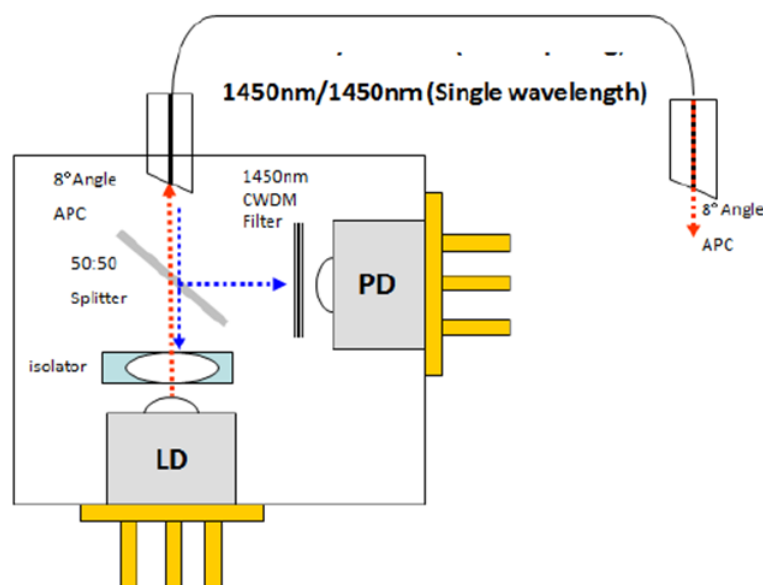 1450nm/1450nm (Single wavelength)
8°Angle
APC
1450nm
CWDM
Filter
8°Angle
APC
50:50
Splitter
PD
isolator
LD